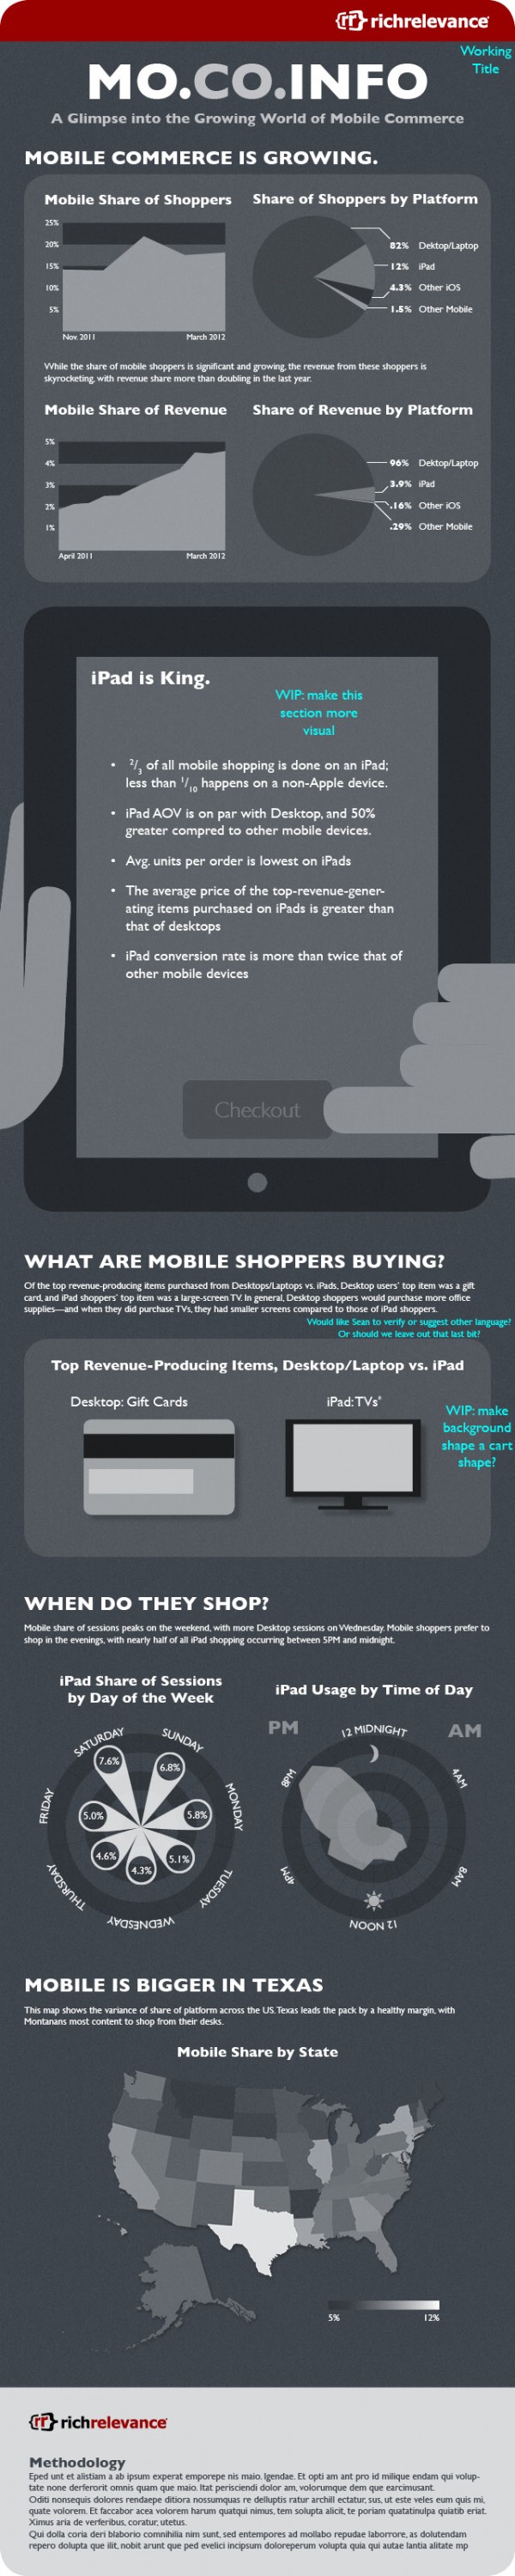 richrelevance
Working
Title
MO.CO.INFO
A Glimpse into the Growing World of Mobile Commerce
MOBILE COMMERCE IS GROWING.
Mobile Share of Shoppers
25%
20%
15%
10%
5%
Nov. 2011
March 2012
Share of Shoppers by Platform
82% Dektop/Laptop
12% iPad
4.3% Other iOS
1.5% Other Mobile
While the share of mobile shoppers is significant and growing, the revenue from these shoppers is
skyrocketing, with revenue share more than doubling in the last year.
Mobile Share of Revenue
5%
4%
3%
2%
1%
April 2011
March 2012
Share of Revenue by Platform
96% Dektop/Laptop
3.9% iPad
.16% Other iOS
.29% Other Mobile
iPad is King.
WIP: make this
section more
visual
• 2/3 of all mobile shopping is done on an iPad;
less than 1/10 happens on a non-Apple device.
• iPad AOV is on par with Desktop, and 50%
greater compred to other mobile devices.
• Avg. units per order is lowest on iPads
• The average price of the top-revenue-gener-
ating items purchased on iPads is greater than
that of desktops
• iPad conversion rate is more than twice that of
other mobile devices
Checkout
WHAT ARE MOBILE SHOPPERS BUYING?
Of the top revenue-producing items purchased from Desktops/Laptops vs. iPads, Desktop users' top item was a gift
card, and iPad shoppers' top item was a large-screen TV. In general, Desktop shoppers would purchase more office
supplies—and when they did purchase TVs, they had smaller screens compared to those of iPad shoppers.
Would like Sean to verify or suggest other language?
Or should we leave out that last bit?
Top Revenue-Producing Items, Desktop/Laptop vs. iPad
Desktop: Gift Cards
iPad: TVs*
WIP: make
background
shape a cart
shape?
WHEN DO THEY SHOP?
Mobile share of sessions peaks on the weekend, with more Desktop sessions on Wednesday. Mobile shoppers prefer to
shop in the evenings, with nearly half of all iPad shopping occurring between 5PM and midnight.
iPad Share of Sessions
by Day of the Week
SATURDAY
7.6%
SUNDAY
6.8%
MONDAY
5.8%
TUESDAY
5.1%
WEDNESDAY
4.3%
THURSDAY
4.6%
FRIDAY
5.0%
iPad Usage by Time of Day
PM
AM
12 MIDNIGHT
4AM
8AM
12 NOON
4PM
8PM
MOBILE IS BIGGER IN TEXAS
This map shows the variance of share of platform across the US. Texas leads the pack by a healthy margin, with
Montanans most content to shop from their desks.
Mobile Share by State
5%
12%
richrelevance
Methodology
Eped unt et alistiam a ab ipsum experat emporepe nis maio. Igendae. Et opti am ant pro id milique endam qui volup-
tate none derferorit omnis quam que maio. Itat perisciendi dolor am, volorumque dem que earcimusant.
Oditi nonsequis dolores rendaepe ditiora nossumquas re delluptis ratur archill ectatur, sus, ut este veles eum quis mi,
quate volorem. Et faccabor acea volorem harum quatqui nimus, tem solupta alicit, te poriam quatatinulpa quiatib eriat.
Ximus aria de verferibus, coratur, utetus.
Qui dolla coria deri blaborio comnihilia nim sunt, sed entempores ad mollabo repudae laborrore, as dolutendam
repero dolupta que ilit, nobit arunt que ped evelici incipsum doloreperum volupta quia qui autae lantia alitate mp